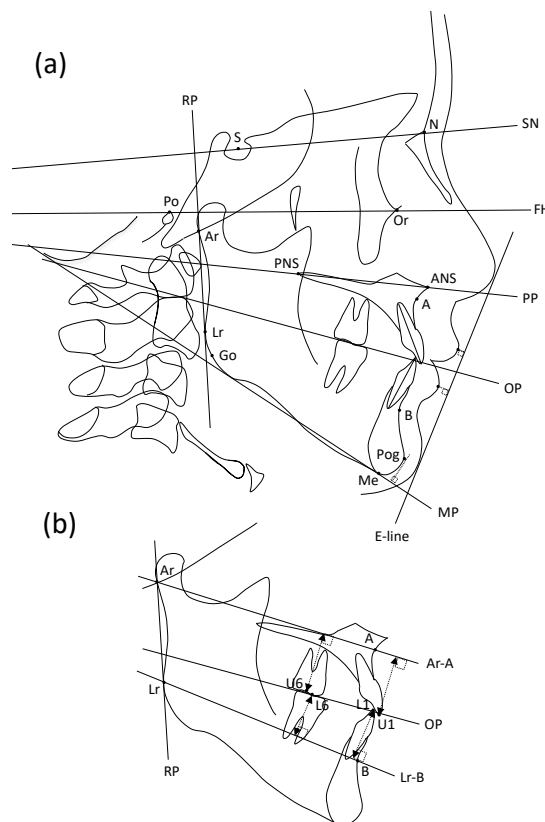 (a)
RP
S
N
SN
Po
Or
FH
Ar
PNS
ANS
A
PP
Lr
Go
OP
B
Pog
Me
MP
E-line
(b)
Ar
A
Ar-A
U6
L6
L1
U1
Lr
OP
B
RP
Lr-B